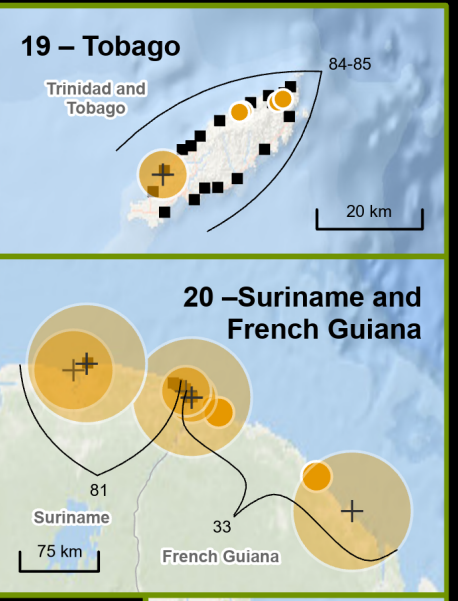 19 – Tobago
84-85
Trinidad and
Tobago
20 km
20 –Suriname and
French Guiana
81
Suriname
33
75 km
French Guiana